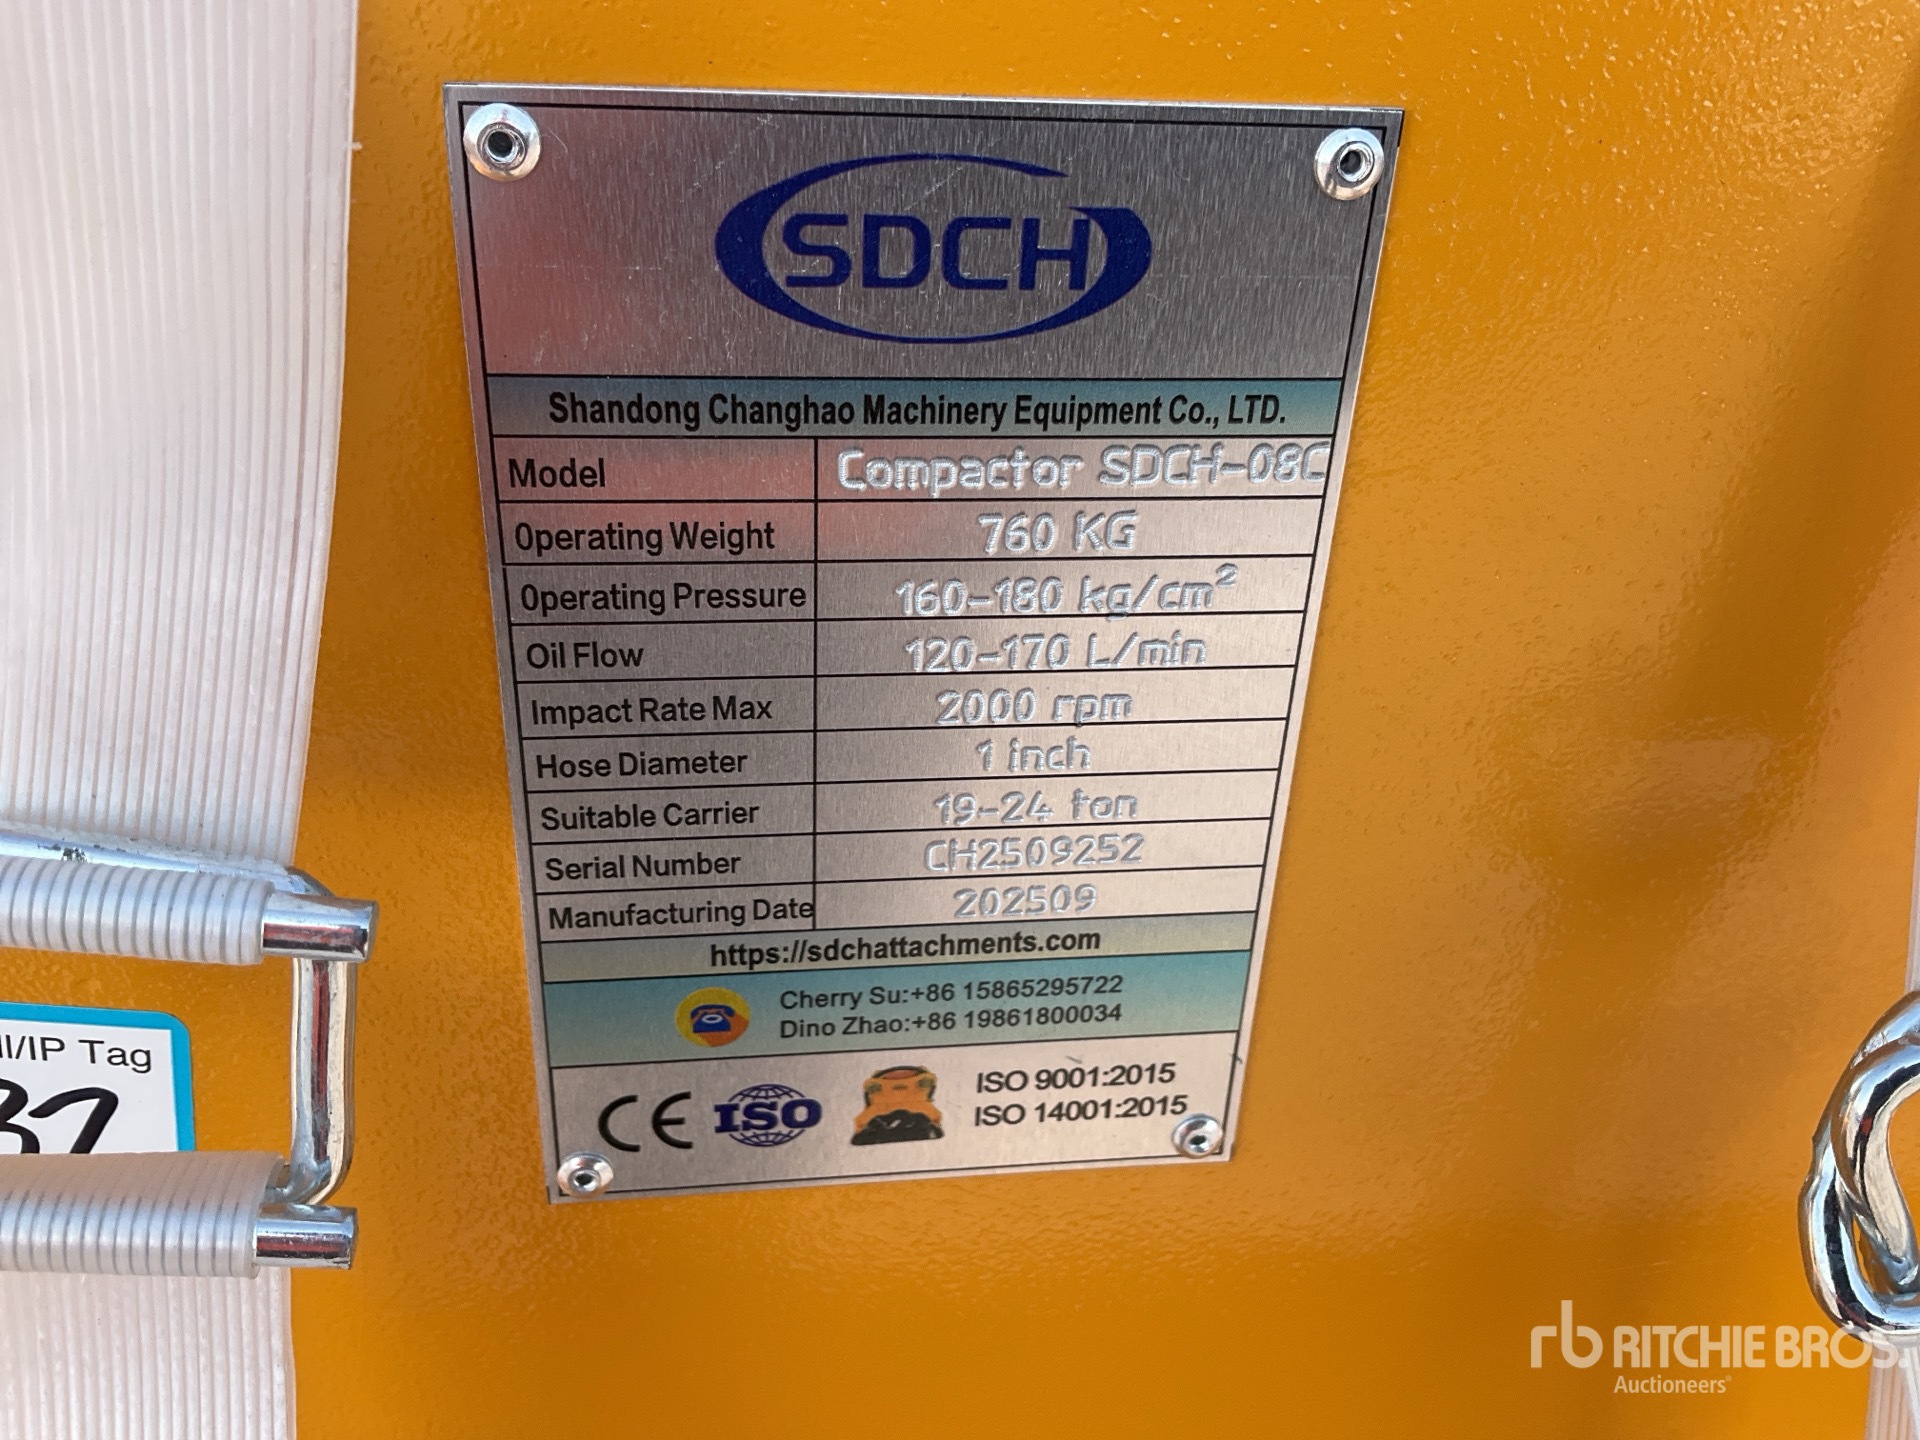 SDCH
Shandong Changhao Machinery Equipment Co., LTD.
Model Compactor SDCH-08C
Operating Weight 760 KG
Operating Pressure 160-180 kg/cm²
Oil Flow 120-170 L/min
Impact Rate Max 2000 rpm
Hose Diameter 1 inch
Suitable Carrier 19-24 ton
Serial Number CH2509252
Manufacturing Date 202509
https://sdchattachments.com
Cherry Su:+86 15865295722
Dino Zhao:+86 19861800034
CE ISO
ISO 9001:2015
ISO 14001:2015
/IP Tag
37
rb RITCHIE BROS.
Auctioneers®